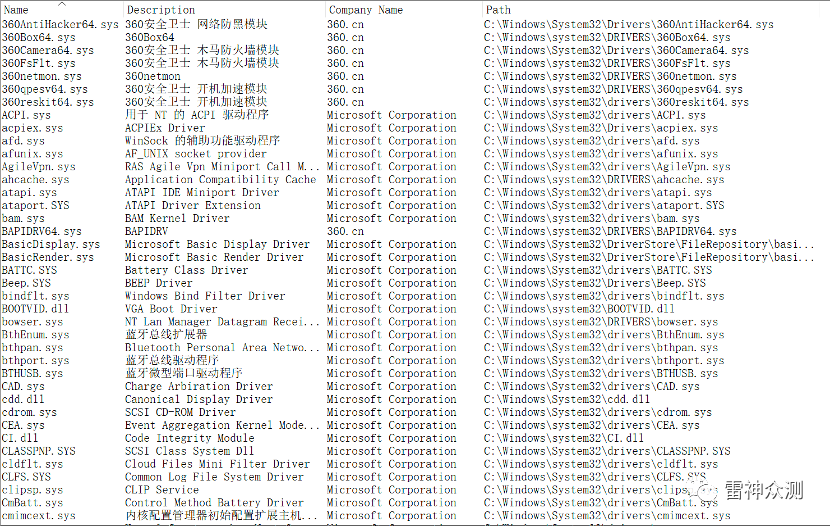 Name Description Company Name Path
360AntiHacker64.sys 360安全卫士 网络防黑模块 360.cn C:\Windows\System32\Drivers\360AntiHacker64.sys
360Box64.sys 360Box64 360.cn C:\Windows\System32\DRIVERS\360Box64.sys
360Camera64.sys 360安全卫士 木马防火墙模块 360.cn C:\Windows\System32\Drivers\360Camera64.sys
360FsFlt.sys 360安全卫士 木马防火墙模块 360.cn C:\Windows\System32\DRIVERS\360FsFlt.sys
360netmon.sys 360netmon 360.cn C:\Windows\System32\DRIVERS\360netmon.sys
360qpesv64.sys 360安全卫士 开机加速模块 360.cn C:\Windows\System32\drivers\360qpesv64.sys
360reskit64.sys 360安全卫士 开机加速模块 360.cn C:\Windows\System32\drivers\360reskit64.sys
ACPI.sys 用于 NT 的 ACPI 驱动程序 Microsoft Corporation C:\Windows\System32\drivers\ACPI.sys
acpiex.sys ACPIEx Driver Microsoft Corporation C:\Windows\System32\Drivers\acpiex.sys
afd.sys WinSock 的辅助功能驱动程序 Microsoft Corporation C:\Windows\System32\drivers\afd.sys
afunix.sys AF_UNIX socket provider Microsoft Corporation C:\Windows\System32\drivers\afunix.sys
AgileVpn.sys RAS Agile Vpn Miniport Call M... Microsoft Corporation C:\Windows\System32\drivers\AgileVpn.sys
ahcache.sys Application Compatibility Cache Microsoft Corporation C:\Windows\System32\DRIVERS\ahcache.sys
atapi.sys ATAPI IDE Miniport Driver Microsoft Corporation C:\Windows\System32\drivers\atapi.sys
ataport.SYS ATAPI Driver Extension Microsoft Corporation C:\Windows\System32\drivers\ataport.SYS
bam.sys BAM Kernel Driver Microsoft Corporation C:\Windows\System32\drivers\bam.sys
BAPIDRV64.sys BAPIDRV 360.cn C:\Windows\System32\DRIVERS\BAPIDRV64.sys
BasicDisplay.sys Microsoft Basic Display Driver Microsoft Corporation C:\Windows\System32\DriverStore\FileRepository\basi...
BasicRender.sys Microsoft Basic Render Driver Microsoft Corporation C:\Windows\System32\DriverStore\FileRepository\basi...
BATTC.SYS Battery Class Driver Microsoft Corporation C:\Windows\System32\drivers\BATTC.SYS
Beep.SYS BEEP Driver Microsoft Corporation C:\Windows\System32\Drivers\Beep.SYS
bindflt.sys Windows Bind Filter Driver Microsoft Corporation C:\Windows\System32\drivers\bindflt.sys
BOOTVID.dll VGA Boot Driver Microsoft Corporation C:\Windows\System32\BOOTVID.dll
bowser.sys NT Lan Manager Datagram Recei... Microsoft Corporation C:\Windows\System32\DRIVERS\bowser.sys
BthEnum.sys 蓝牙总线扩展器 Microsoft Corporation C:\Windows\System32\drivers\BthEnum.sys
bthpan.sys Bluetooth Personal Area Netwo... Microsoft Corporation C:\Windows\System32\drivers\bthpan.sys
bthport.sys 蓝牙总线驱动程序 Microsoft Corporation C:\Windows\System32\drivers\bthport.sys
BTHUSB.sys 蓝牙微型端口驱动程序 Microsoft Corporation C:\Windows\System32\drivers\BTHUSB.sys
CAD.sys Charge Arbiration Driver Microsoft Corporation C:\Windows\System32\drivers\CAD.sys
cdd.dll Canonical Display Driver Microsoft Corporation C:\Windows\System32\cdd.dll
cdrom.sys SCSI CD-ROM Driver Microsoft Corporation C:\Windows\System32\drivers\cdrom.sys
CEA.sys Event Aggregation Kernel Mode... Microsoft Corporation C:\Windows\System32\drivers\CEA.sys
CI.dll Code Integrity Module Microsoft Corporation C:\Windows\System32\CI.dll
CLASSPNP.SYS SCSI Class System Dll Microsoft Corporation C:\Windows\System32\drivers\CLASSPNP.SYS
cldflt.sys Cloud Files Mini Filter Driver Microsoft Corporation C:\Windows\System32\drivers\cldflt.sys
CLFS.SYS Common Log File System Driver Microsoft Corporation C:\Windows\System32\drivers\CLFS.SYS
clipsp.sys CLIP Service Microsoft Corporation C:\Windows\System32\drivers\clips
CmBatt.sys Control Method Battery Driver Microsoft Corporation C:\Windows\System32\drivers\CmBatt.sys
cmimcext.sys 内核配置管理器初始配置扩展主机... Microsoft Corporation C:\Windows\System32\Drivers\cmimcext.sys
雷神众测